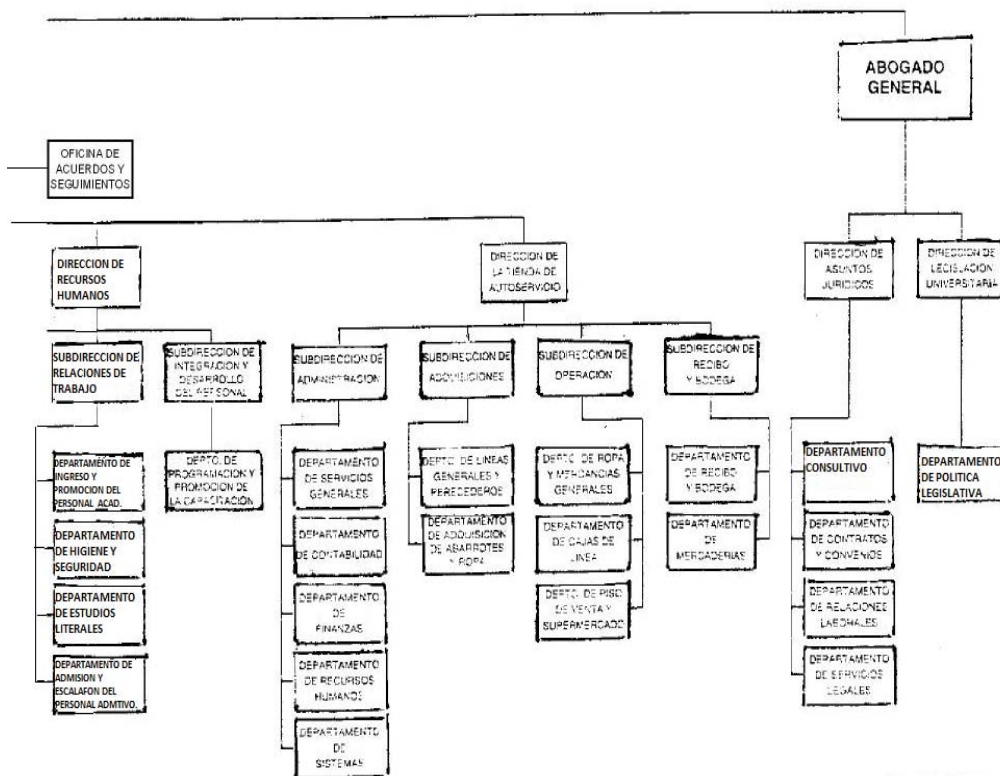 ABOGADO
GENERAL
OFICINA DE
ACUERDOS Y
SEGUIMIENTOS
DIRECCION DE
RECURSOS
HUMANOS
DIRECCION DE
LA TIENDA DE
AUTOSERVICIO
DIRECCION DE
ASUNTOS
JURIDICOS
DIRECCION DE
LEGISLACION
UNIVERSITARIA
SUBDIRECCION DE
RELACIONES DE
TRABAJO
SUBDIRECCION DE
INTEGRACION Y
DESARROLLO
DEL PERSONAL
SUBDIRECCION DE
ADMINISTRACION
SUBDIRECCION DE
ADQUISICIONES
SUBDIRECCION DE
OPERACIÓN
SUBDIRECCION DE
RECIBO
Y BODEGA
DEPARTAMENTO DE
INGRESO Y
PROMOCION DEL
PERSONAL ACAD.
DEPARTAMENTO
DE HIGIENE Y
SEGURIDAD
DEPARTAMENTO
DE ESTUDIOS
LITERALES
DEPARTAMENTO DE
ADMISION Y
ESCALAFON DEL
PERSONAL ADMTIVO.
DEPTO. DE
PROGRAMACION Y
PROMOCION DE
LA CAPACITACIÓN
DEPARTAMENTO
DE SERVICIOS
GENERALES
DEPARTAMENTO
DE CONTABILIDAD
DEPARTAMENTO
DE
FINANZAS
DEPARTAMENTO
DE RECURSOS
HUMANOS
DEPARTAMENTO
DE
SISTEMAS
DEPTO. DE LINEAS
GENERALES Y
PERECEDEROS
DEPARTAMENTO
DE ADQUISICION
DE ABARROTES
Y ROPA
DEPTO. DE ROPA
Y MERCANCIAS
GENERALES
DEPARTAMENTO
DE CAJAS DE
LINEA
DEPTO. DE PISO
DE VENTA Y
SUPERMERCADO
DEPARTAMENTO
DE RECIBO
Y BODEGA
DEPARTAMENTO
DE
MERCADERIAS
DEPARTAMENTO
CONSULTIVO
DEPARTAMENTO
DE CONTRATOS
Y CONVENIOS
DEPARTAMENTO
DE RELACIONES
LABORALES
DEPARTAMENTO
DE SERVICIOS
LEGALES
DEPARTAMENTO
DE POLITICA
LEGISLATIVA